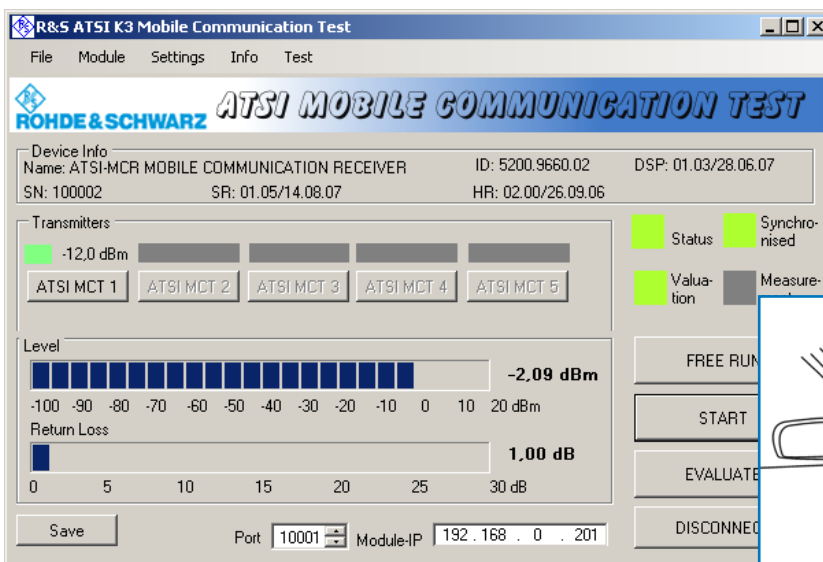 R&S ATSI K3 Mobile Communication Test
File Module Settings Info Test
ROHDE & SCHWARZ
ATSI MOBILE COMMUNICATION TEST
Device Info
Name: ATSI-MCR MOBILE COMMUNICATION RECEIVER ID: 5200.9660.02 DSP: 01.03/28.06.07
SN: 100002 SR: 01.05/14.08.07 HR: 02.00/26.09.06
Transmitters
-12,0 dBm
ATSI MCT 1 ATSI MCT 2 ATSI MCT 3 ATSI MCT 4 ATSI MCT 5
Status
Synchro-
nised
Valua-
tion
Measure-
Level
-2,09 dBm
-100 -90 -80 -70 -60 -50 -40 -30 -20 -10 0 10 20 dBm
Return Loss
1,00 dB
0 5 10 15 20 25 30 dB
FREE RUN
START
EVALUATE
DISCONNEC
Save Port 10001 Module-IP 192 . 168 . 0 . 201